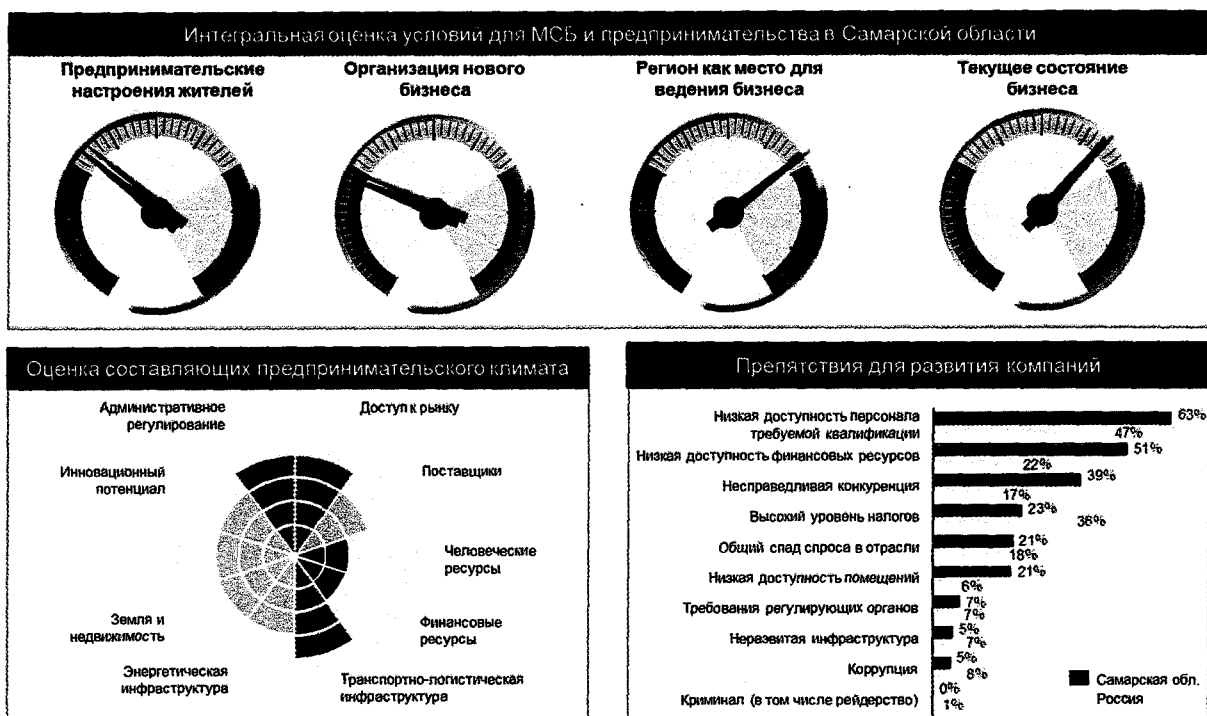 Интегральная оценка условий для МСБ и предпринимательства в Самарской области
Предпринимательские
настроения жителей
Организация нового
бизнеса
Регион как место для
ведения бизнеса
Текущее состояние
бизнеса
Оценка составляющих предпринимательского климата
Административное
регулирование
Доступ к рынку
Инновационный
потенциал
Поставщики
Человеческие
ресурсы
Земля и
недвижимость
Финансовые
ресурсы
Энергетическая
инфраструктура
Транспортно-логистическая
инфраструктура
Препятствия для развития компаний
Низкая доступность персонала
требуемой квалификации
63%
47%
Низкая доступность финансовых ресурсов
51%
22%
Несправедливая конкуренция
39%
17%
Высокий уровень налогов
23%
36%
Общий спад спроса в отрасли
21%
18%
Низкая доступность помещений
21%
6%
Требования регулирующих органов
7%
7%
Неразвитая инфраструктура
5%
7%
Коррупция
5%
8%
Криминал (в том числе рейдерство)
0%
1%
Самарская обл.
Россия